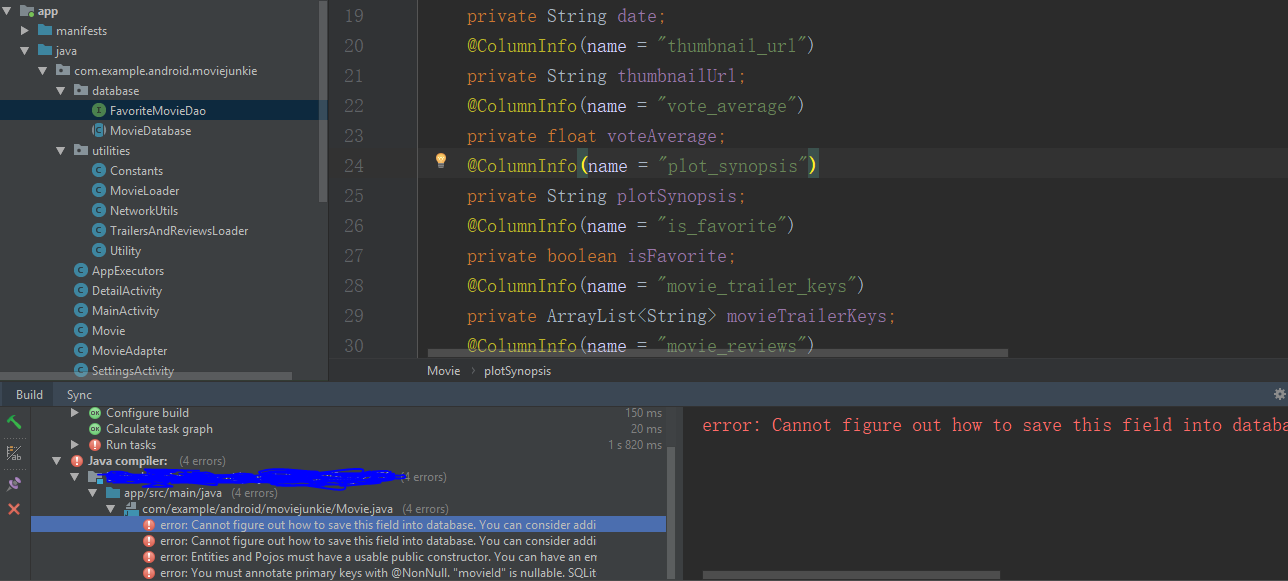 app
manifests
java
com.example.android.moviejunkie
database
FavoriteMovieDao
MovieDatabase
utilities
Constants
MovieLoader
NetworkUtils
TrailersAndReviewsLoader
Utility
AppExecutors
DetailActivity
MainActivity
Movie
MovieAdapter
SettingsActivity
19 private String date;
20 @ColumnInfo(name = "thumbnail_url")
21 private String thumbnailUrl;
22 @ColumnInfo(name = "vote_average")
23 private float voteAverage;
24 @ColumnInfo(name = "plot_synopsis")
25 private String plotSynopsis;
26 @ColumnInfo(name = "is_favorite")
27 private boolean isFavorite;
28 @ColumnInfo(name = "movie_trailer_keys")
29 private ArrayList<String> movieTrailerKeys;
30 @ColumnInfo(name = "movie_reviews")
Movie plotSynopsis
Build Sync
Configure build 150 ms
Calculate task graph 20 ms
Run tasks 1 s 820 ms
Java compiler: (4 errors)
(4 errors)
app/src/main/java (4 errors)
com/example/android/moviejunkie/Movie.java (4 errors)
error: Cannot figure out how to save this field into database. You can consider addi
error: Cannot figure out how to save this field into database. You can consider addi
error: Entities and Pojos must have a usable public constructor. You can have an en
error: You must annotate primary keys with @NonNull. "movieId" is nullable. SQLit
error: Cannot figure out how to save this field into databa